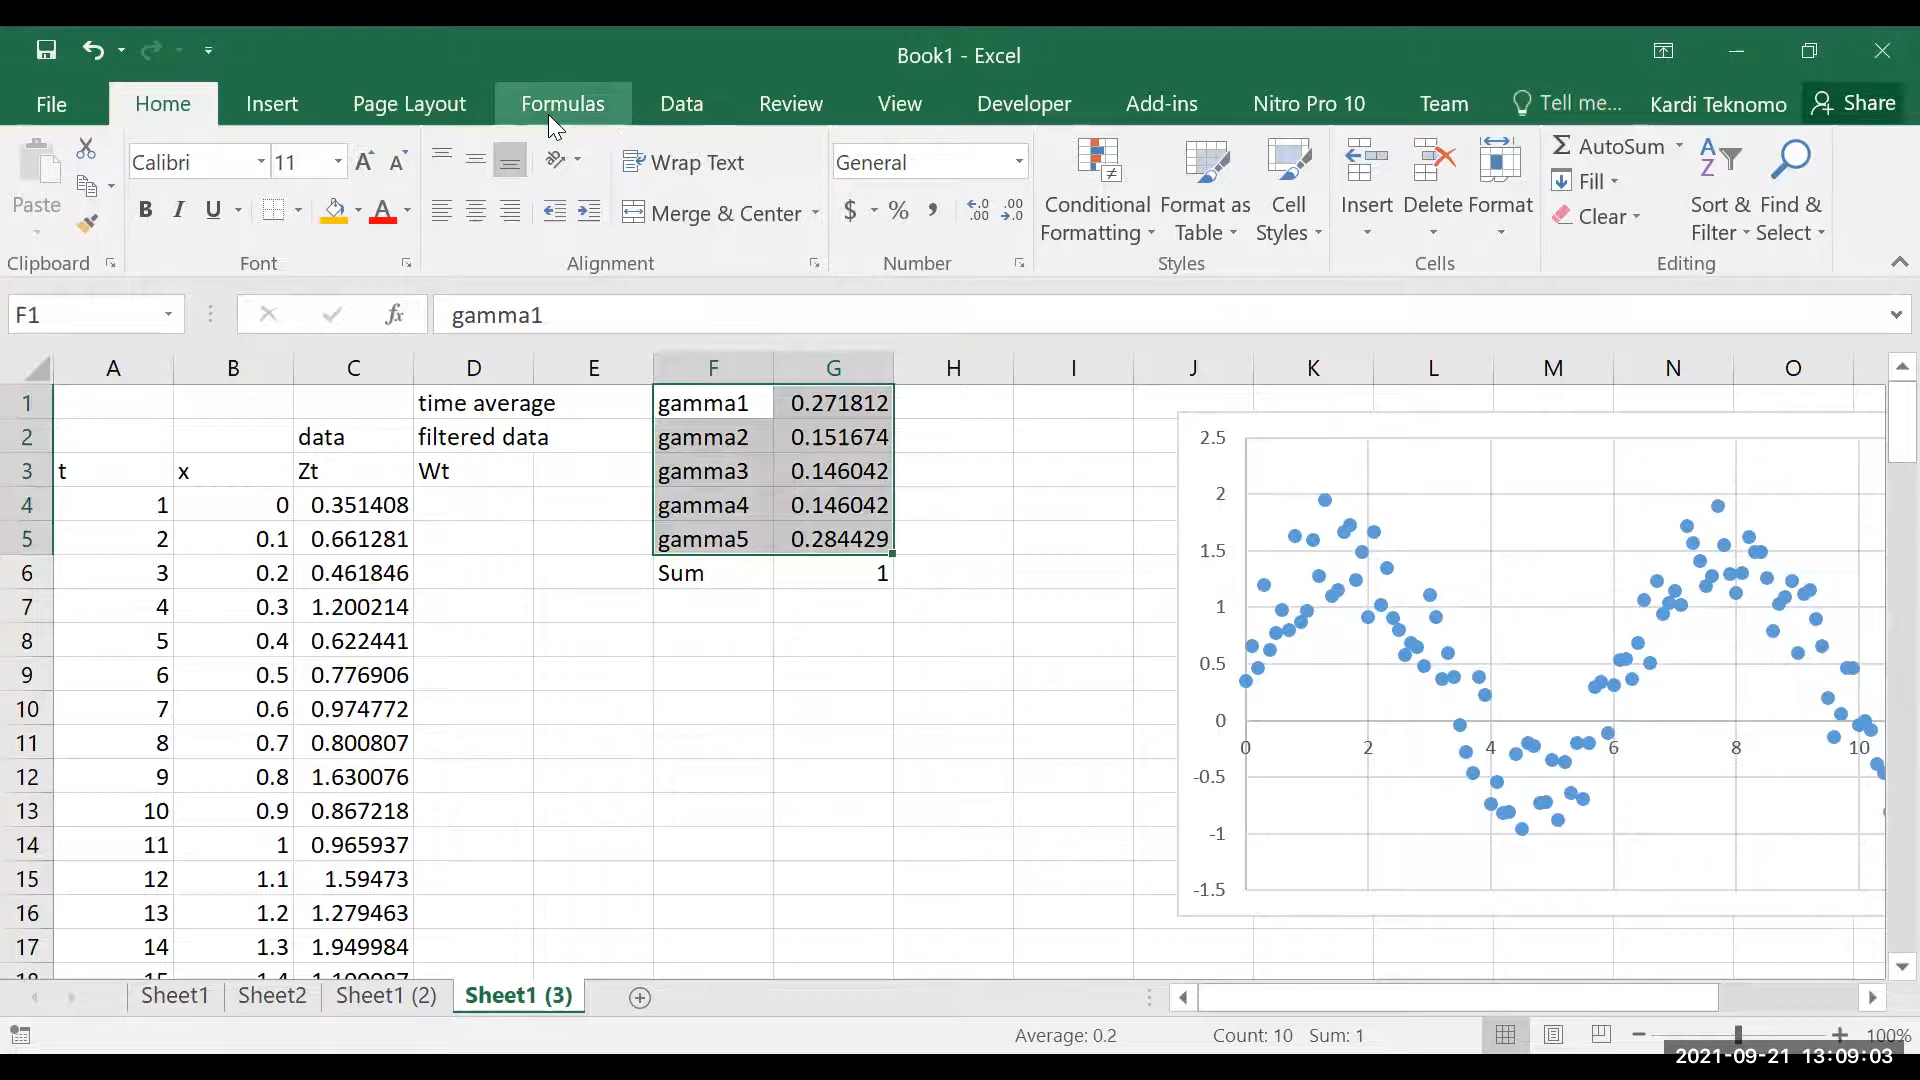 Book1 - Excel
File Home Insert Page Layout Formulas Data Review View Developer Add-ins Nitro Pro 10 Team Tell me... Kardi Teknomo Share
Paste
Clipboard
Calibri 11
B I U A
Font
Wrap Text
Merge & Center
Alignment
General
$ % ,
Number
Conditional Formatting
Format as Table
Cell Styles
Styles
Insert Delete Format
Cells
AutoSum
Fill
Clear
Sort & Filter
Find & Select
Editing
F1 fx gamma1
A B C D E F G H I J K L M N O
1 time average gamma1 0.271812
2 data filtered data gamma2 0.151674
3 t x Zt Wt gamma3 0.146042
4 1 0 0.351408 gamma4 0.146042
5 2 0.1 0.661281 gamma5 0.284429
6 3 0.2 0.461846 Sum 1
7 4 0.3 1.200214
8 5 0.4 0.622441
9 6 0.5 0.776906
10 7 0.6 0.974772
11 8 0.7 0.800807
12 9 0.8 1.630076
13 10 0.9 0.867218
14 11 1 0.965937
15 12 1.1 1.59473
16 13 1.2 1.279463
17 14 1.3 1.949984
2.5
2
1.5
1
0.5
0
0 2 4 6 8 10
-0.5
-1
-1.5
Sheet1 Sheet2 Sheet1 (2) Sheet1 (3)
Average: 0.2 Count: 10 Sum: 1 100%
2021-09-21 13:09:03